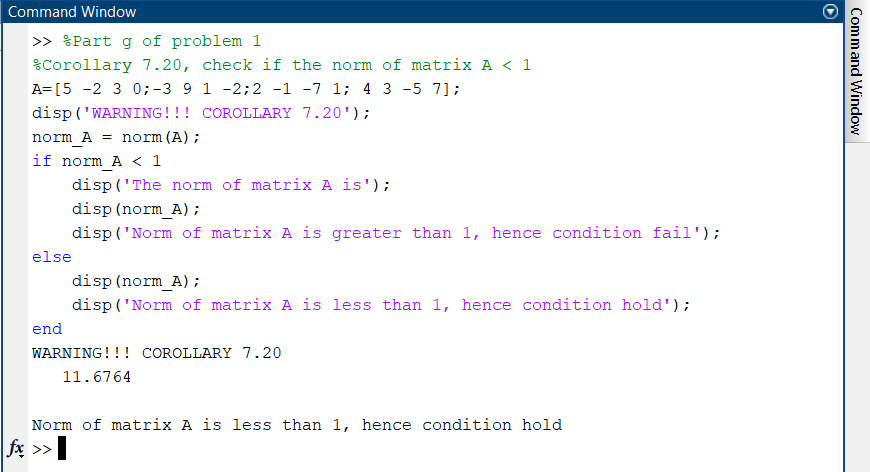 Command Window
>> %Part g of problem 1
%Corollary 7.20, check if the norm of matrix A < 1
A=[5 -2 3 0;-3 9 1 -2;2 -1 -7 1; 4 3 -5 7];
disp('WARNING!!! COROLLARY 7.20');
norm_A = norm(A);
if norm_A < 1
    disp('The norm of matrix A is');
    disp(norm_A);
    disp('Norm of matrix A is greater than 1, hence condition fail');
else
    disp(norm_A);
    disp('Norm of matrix A is less than 1, hence condition hold');
end
WARNING!!! COROLLARY 7.20
   11.6764
Norm of matrix A is less than 1, hence condition hold
fx >>
Command Window